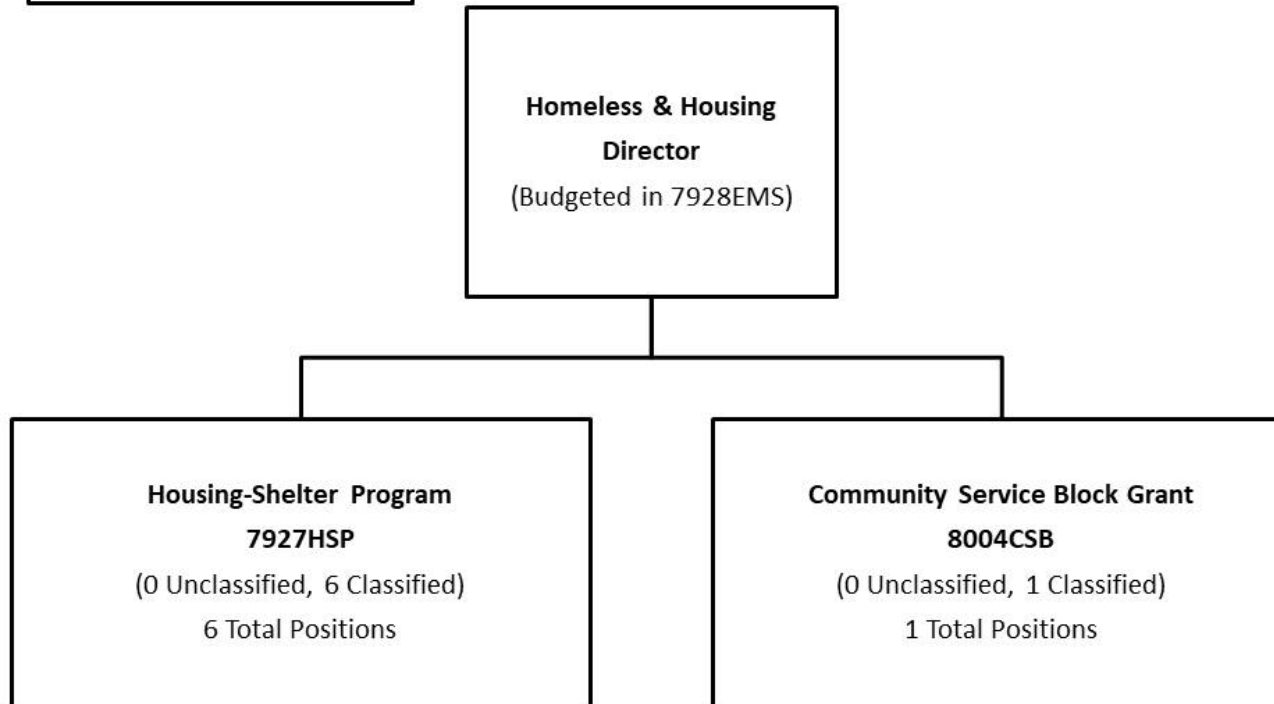 Homeless & Housing
Director
(Budgeted in 7928EMS)
Housing-Shelter Program
7927HSP
(0 Unclassified, 6 Classified)
6 Total Positions
Community Service Block Grant
8004CSB
(0 Unclassified, 1 Classified)
1 Total Positions